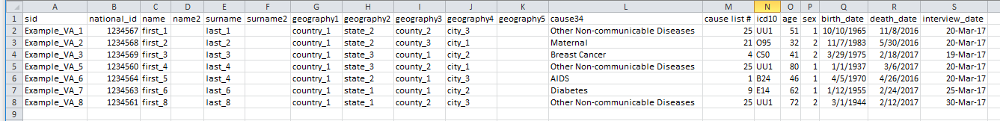 A B C D E F G H I J K L M N O P Q R S
1 sid national_id name name2 surname surname2 geography1 geography2 geography3 geography4 geography5 cause34 cause list # icd10 age sex birth_date death_date interview_date
2 Example_VA_1 1234567 first_1 last_1 country_1 state_2 county_2 city_3 Other Non-communicable Diseases 25 UU1 51 1 10/10/1965 11/8/2016 20-Mar-17
3 Example_VA_2 1234568 first_2 last_2 country_1 state_2 county_3 city_1 Maternal 21 O95 32 2 11/7/1983 5/30/2016 20-Mar-17
4 Example_VA_3 1234569 first_3 last_3 country_1 state_3 county_1 city_2 Breast Cancer 4 C50 41 2 3/29/1975 2/18/2017 19-Mar-17
5 Example_VA_5 1234560 first_4 last_4 country_1 state_3 county_2 city_1 Other Non-communicable Diseases 25 UU1 80 1 1/1/1937 3/6/2017 20-Mar-17
6 Example_VA_6 1234564 first_5 last_4 country_1 state_2 county_2 city_3 AIDS 1 B24 46 1 4/5/1970 4/26/2016 20-Mar-17
7 Example_VA_7 1234563 first_6 last_6 country_1 state_1 county_1 city_2 Diabetes 9 E14 62 1 1/12/1955 2/24/2017 25-Mar-17
8 Example_VA_8 1234561 first_8 last_8 country_1 state_1 county_2 city_3 Other Non-communicable Diseases 25 UU1 72 2 3/1/1944 2/12/2017 30-Mar-17
9